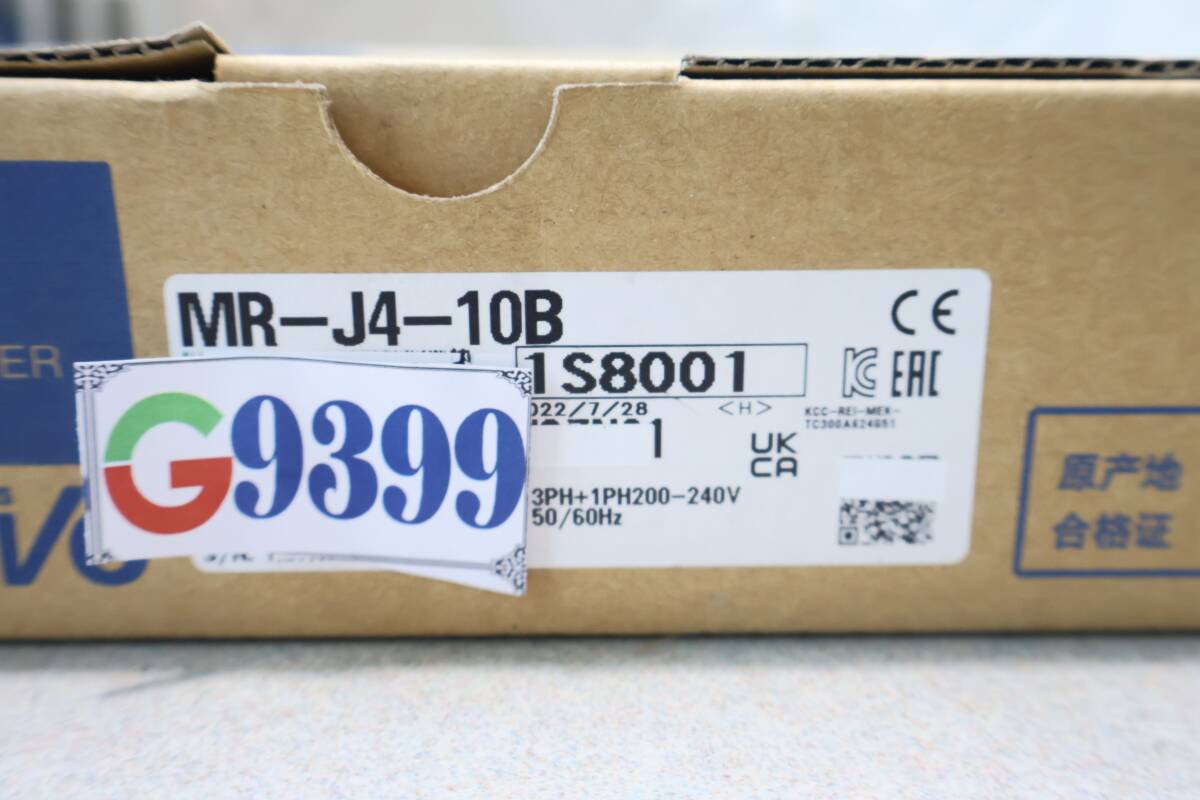 MR-J4-10B
1S8001
022/7/28 <H>
1
3PH+1PH200-240V
50/60Hz
CE
KC EAC
KCC-REI-MEK-
TC300A624G51
UK
CA
G9399
ER
原产地
合格证